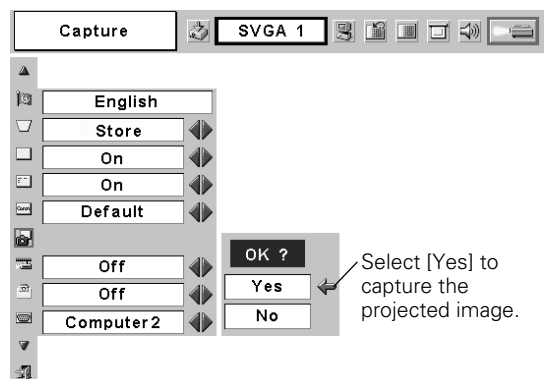 Capture
SVGA 1
English
Store
On
On
Default
Off
Off
Computer2
OK ?
Yes
No
Select [Yes] to
capture the
projected image.